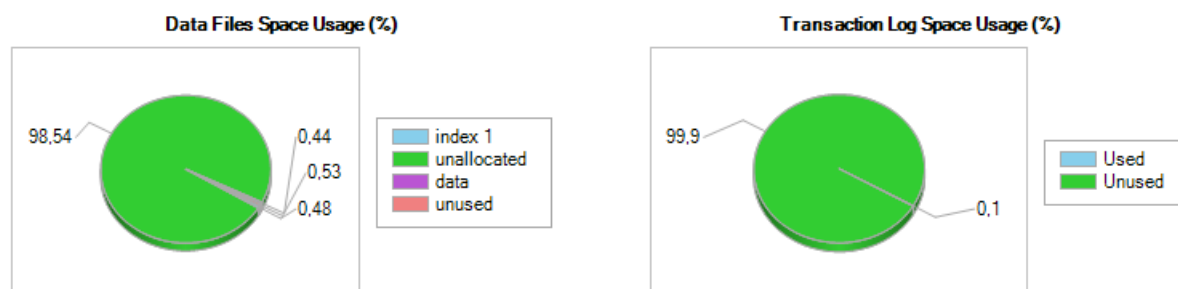 Data Files Space Usage (%)
98,54
0,44
0,53
0,48
index 1
unallocated
data
unused
Transaction Log Space Usage (%)
99,9
0,1
Used
Unused